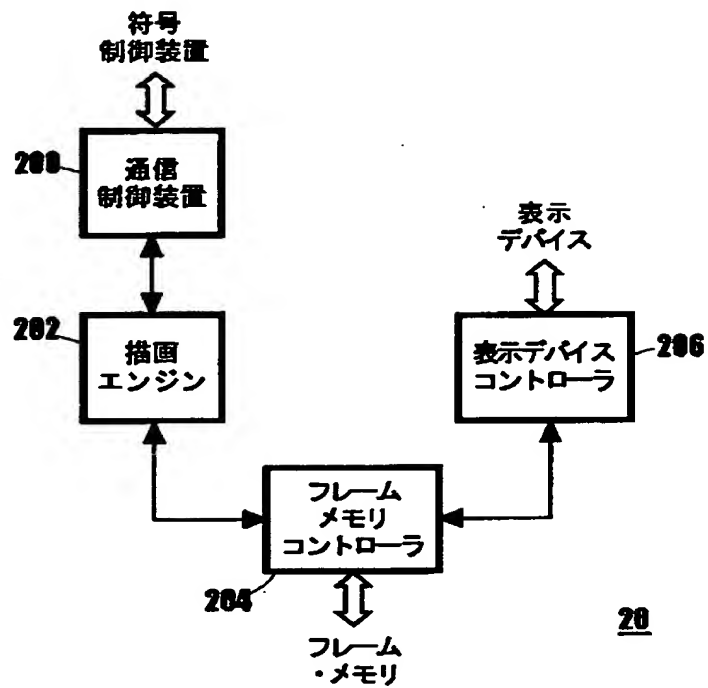 符号
制御装置
200
通信
制御装置
表示
デバイス
202
描画
エンジン
表示デバイス
コントローラ
206
フレーム
メモリ
コントローラ
204
フレーム
・メモリ
20